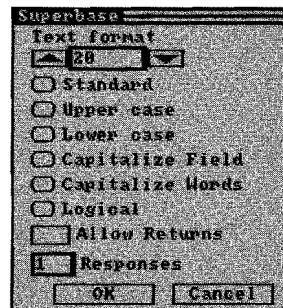 Superbase
Text format
20
Standard
Upper case
Lower case
Capitalize Field
Capitalize Words
Logical
Allow Returns
1 Responses
OK Cancel